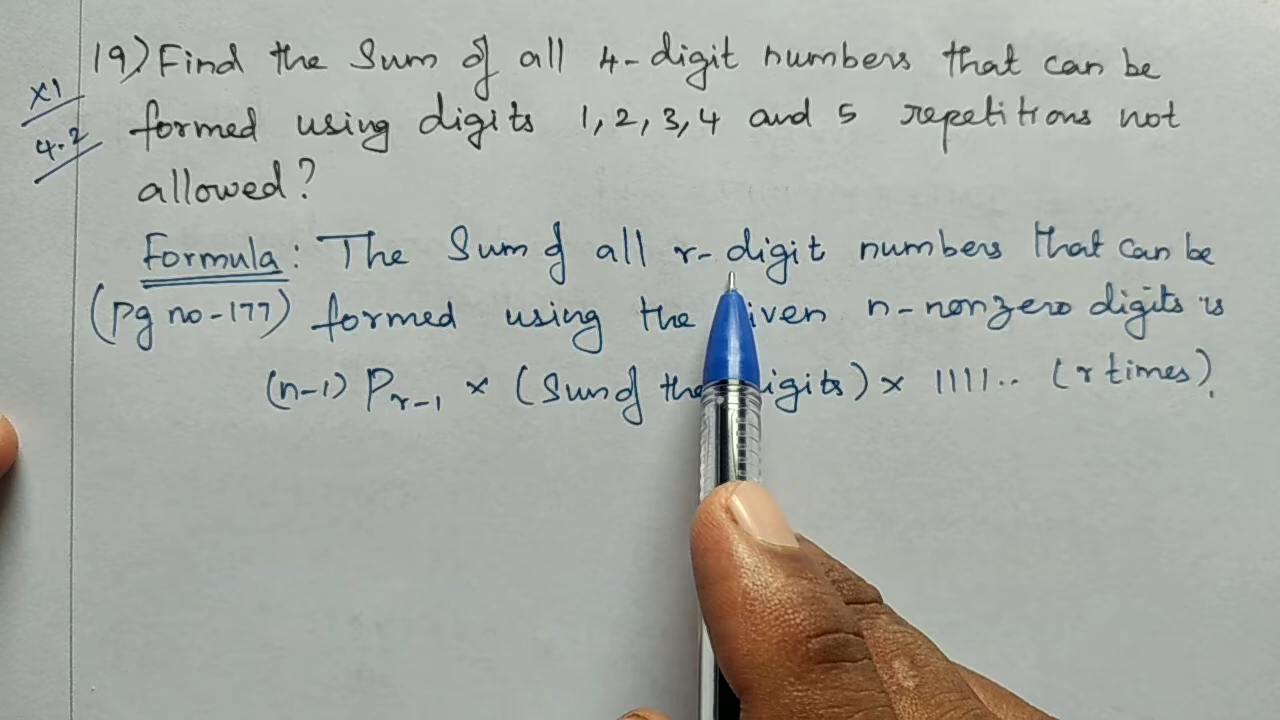 19) Find the Sum of all 4-digit numbers that can be
X1
formed using digits 1, 2, 3, 4 and 5 repetitions not
4.2
allowed?
Formula: The Sum of all r-digit numbers that can be
(Pg no-177) formed using the iven n-nonzero digits is
(n-1) P r-1 × (Sum of the igits) × 1111.. (r times).